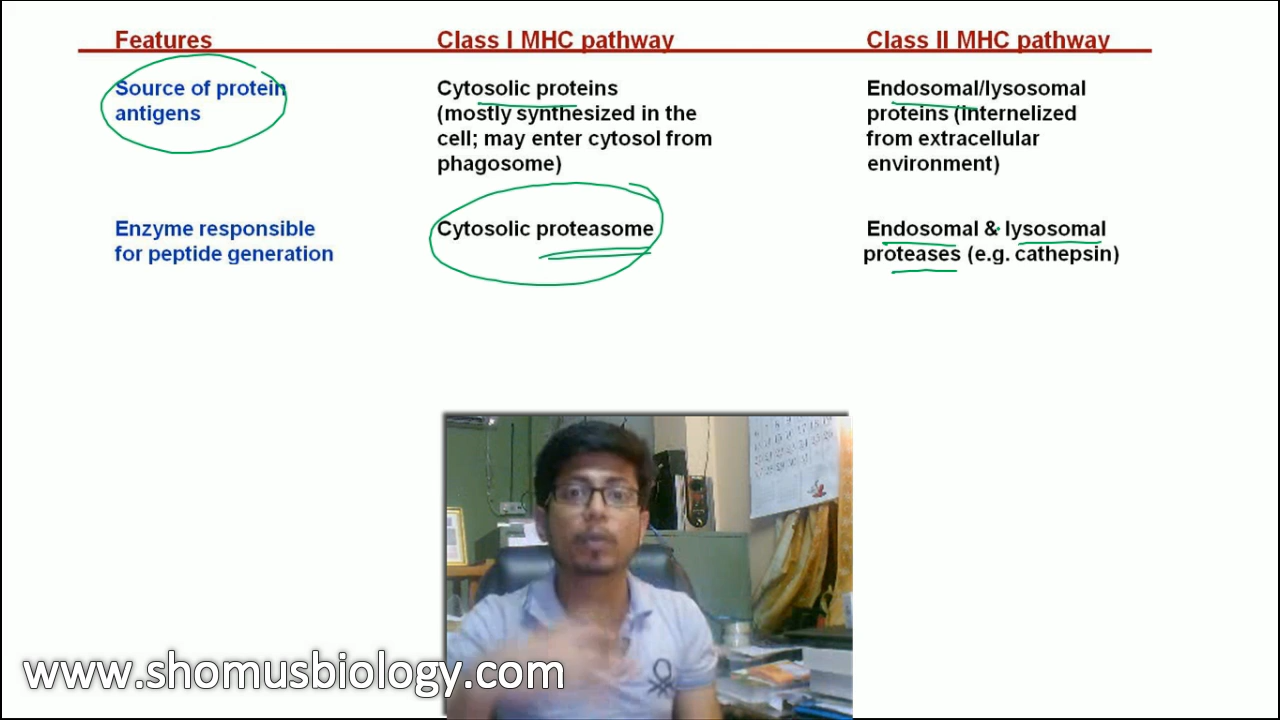 Features Class I MHC pathway Class II MHC pathway
Source of protein
antigens
Cytosolic proteins
(mostly synthesized in the
cell; may enter cytosol from
phagosome)
Endosomal/lysosomal
proteins (internelized
from extracellular
environment)
Enzyme responsible
for peptide generation
Cytosolic proteasome
Endosomal & lysosomal
proteases (e.g. cathepsin)
www.shomusbiology.com